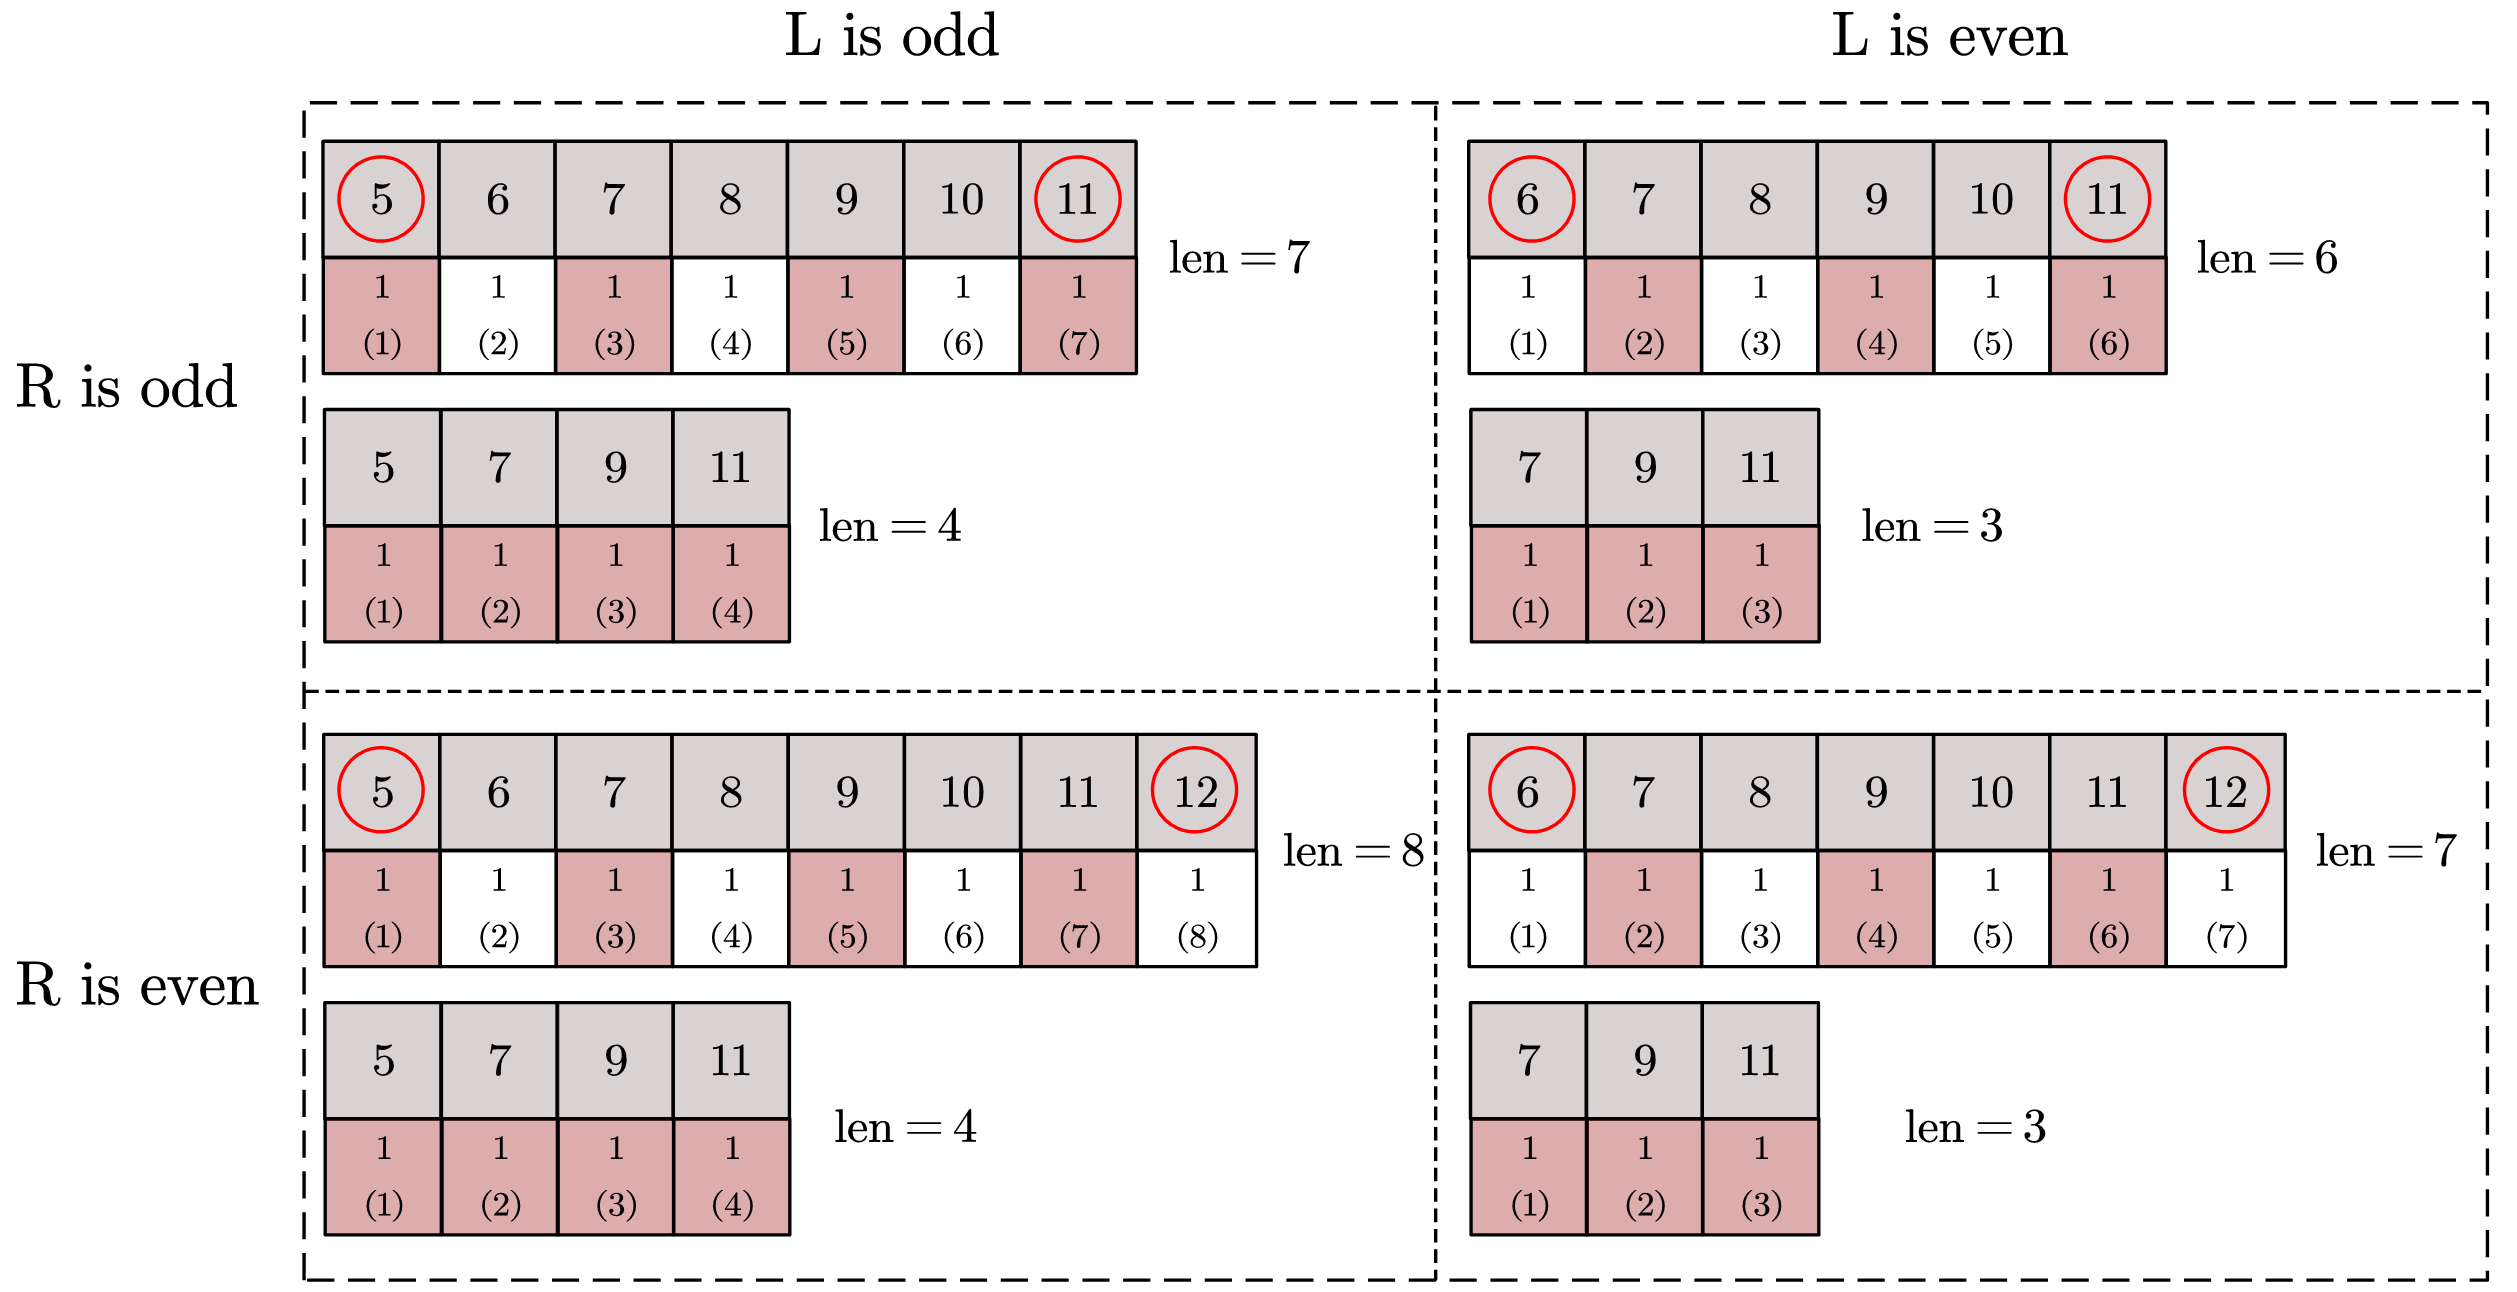 L is odd L is even
5 6 7 8 9 10 11
1 1 1 1 1 1 1
(1) (2) (3) (4) (5) (6) (7)
len = 7
6 7 8 9 10 11
1 1 1 1 1 1
(1) (2) (3) (4) (5) (6)
len = 6
R is odd
5 7 9 11
1 1 1 1
(1) (2) (3) (4)
len = 4
7 9 11
1 1 1
(1) (2) (3)
len = 3
5 6 7 8 9 10 11 12
1 1 1 1 1 1 1 1
(1) (2) (3) (4) (5) (6) (7) (8)
len = 8
6 7 8 9 10 11 12
1 1 1 1 1 1 1
(1) (2) (3) (4) (5) (6) (7)
len = 7
R is even
5 7 9 11
1 1 1 1
(1) (2) (3) (4)
len = 4
7 9 11
1 1 1
(1) (2) (3)
len = 3